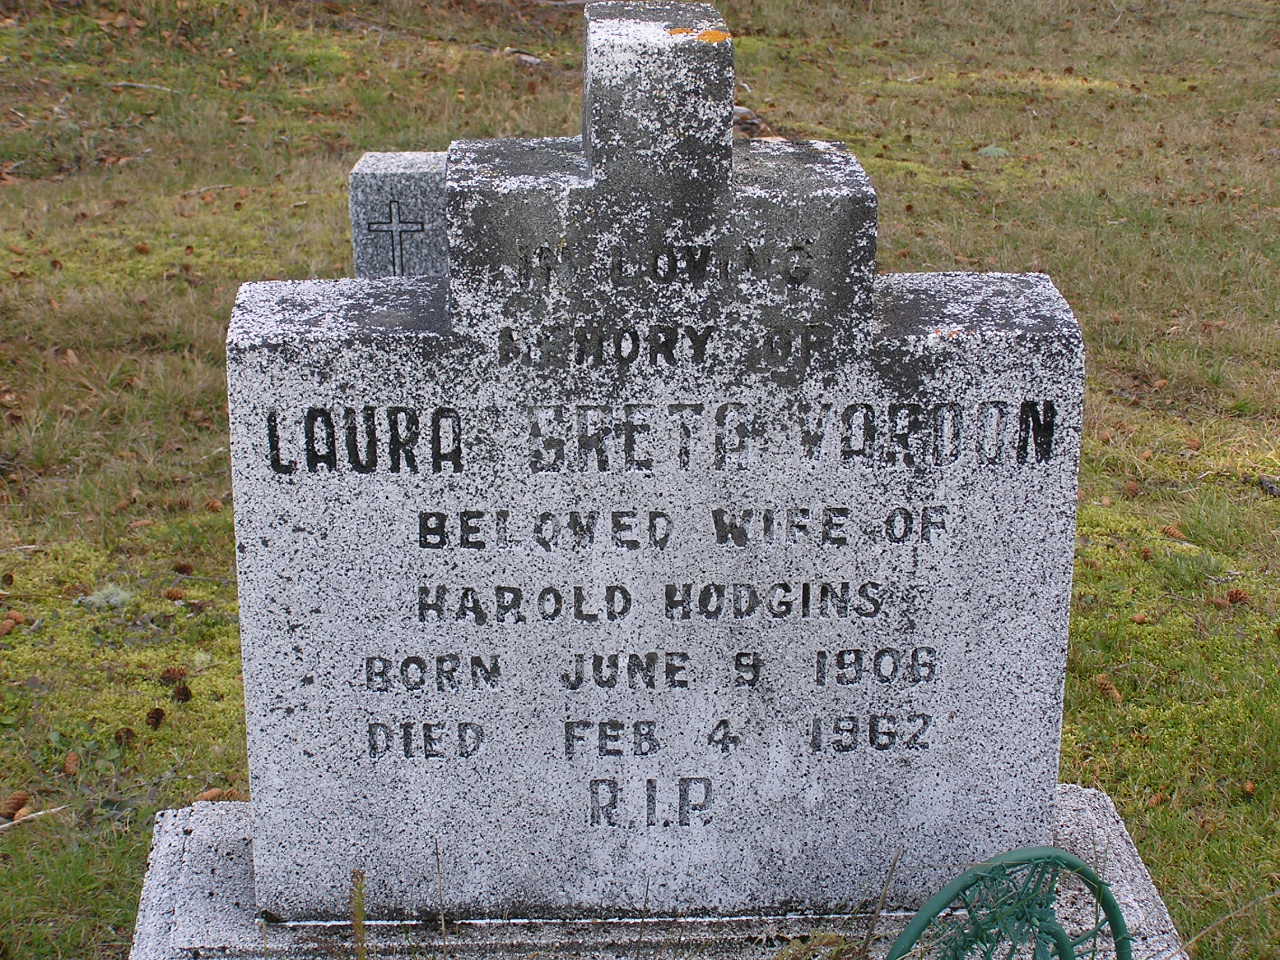 IN LOVING
MEMORY OF
LAURA GRETA VARDON
BELOVED WIFE OF
HAROLD HODGINS
BORN JUNE 9 1906
DIED FEB 4 1962
R.I.P.